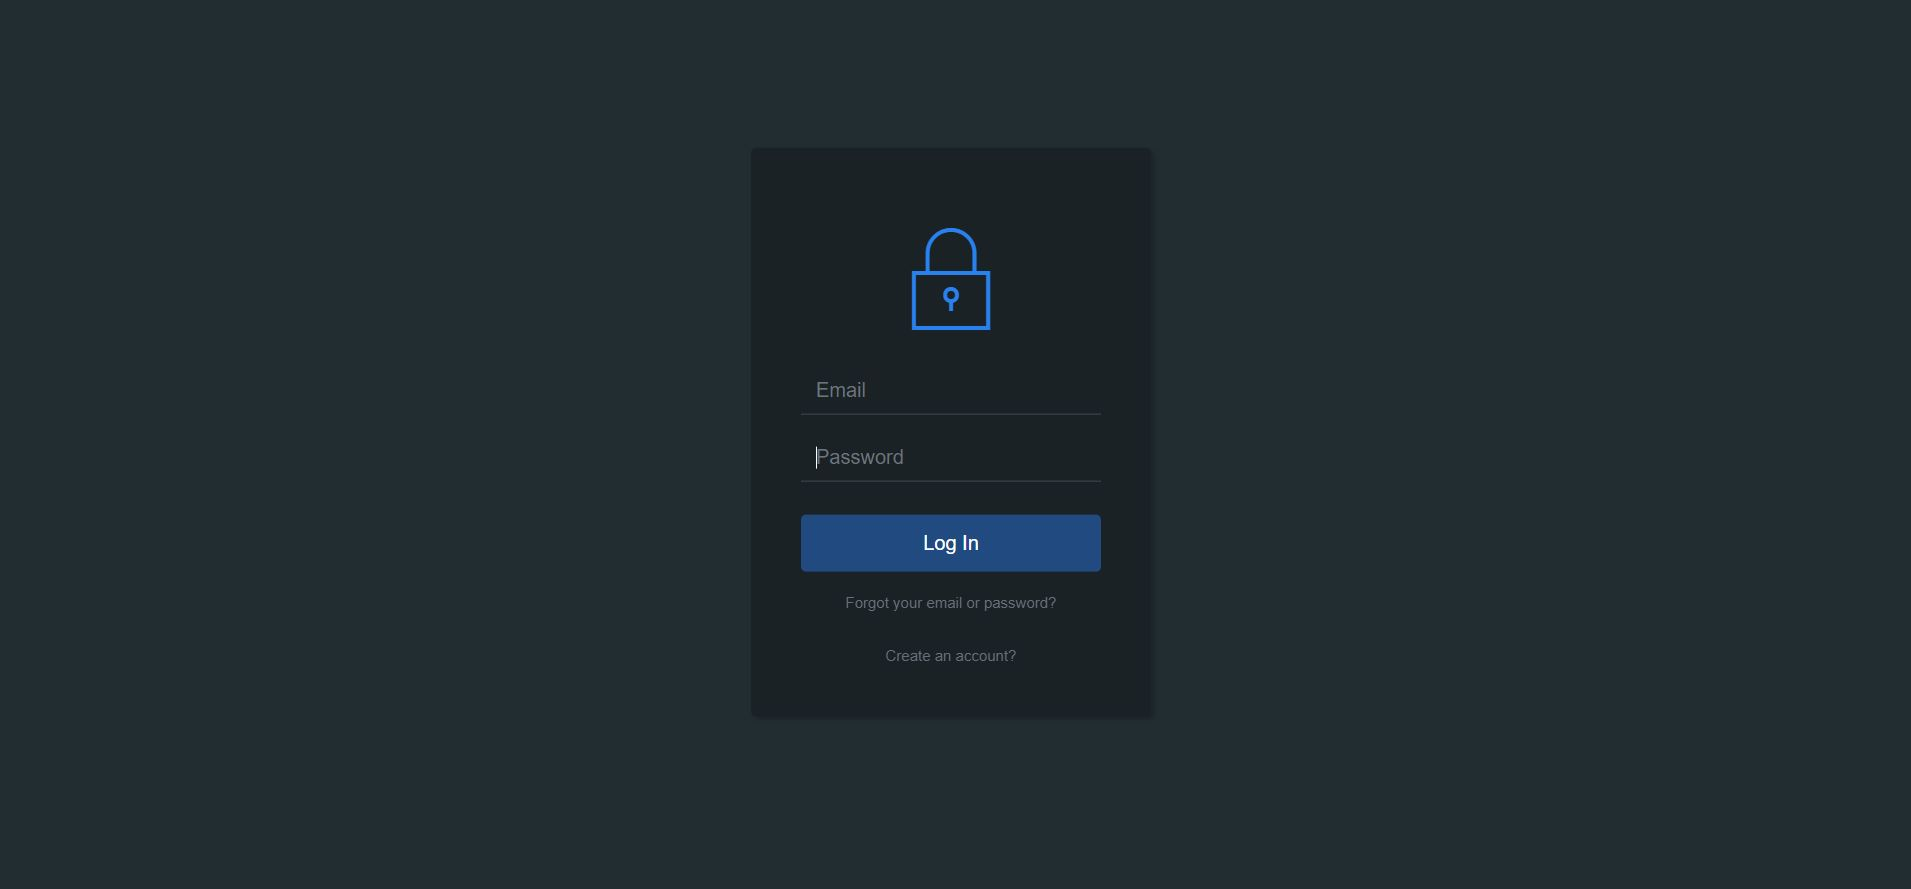 Email
Password
Log In
Forgot your email or password?
Create an account?